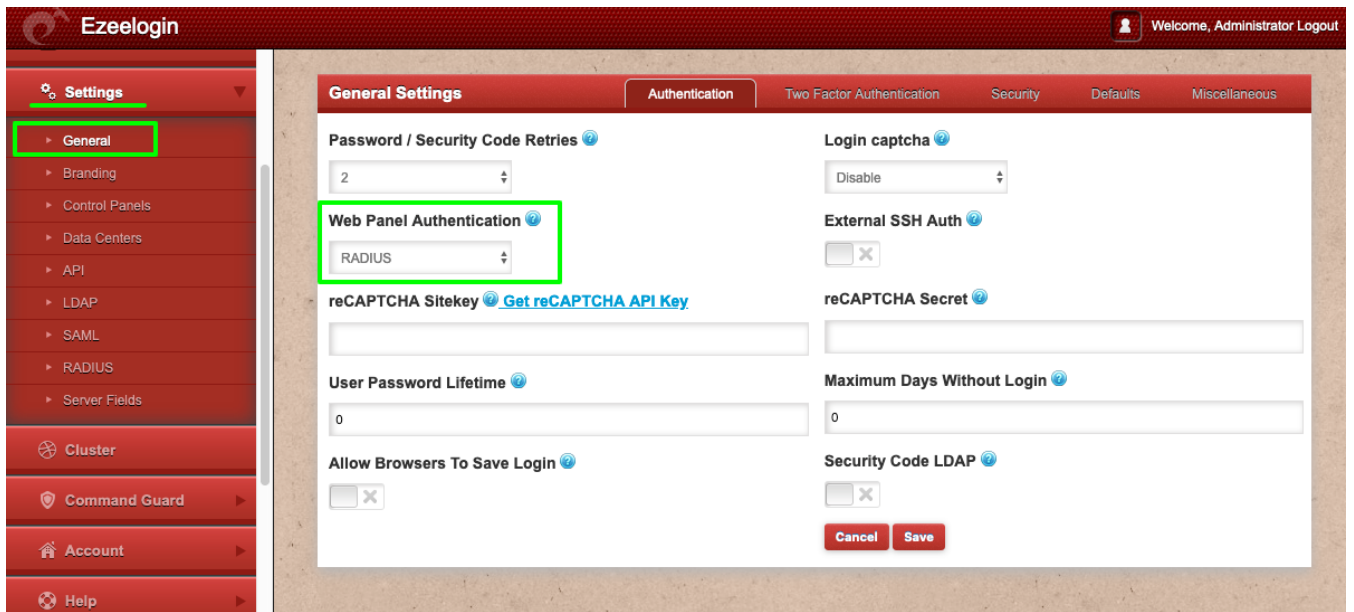 Ezeelogin
Welcome, Administrator Logout
Settings
General
Branding
Control Panels
Data Centers
API
LDAP
SAML
RADIUS
Server Fields
Cluster
Command Guard
Account
Help
General Settings
Authentication
Two Factor Authentication
Security
Defaults
Miscellaneous
Password / Security Code Retries
Login captcha
2
Disable
Web Panel Authentication
External SSH Auth
RADIUS
reCAPTCHA Sitekey Get reCAPTCHA API Key
reCAPTCHA Secret
User Password Lifetime
Maximum Days Without Login
0
0
Allow Browsers To Save Login
Security Code LDAP
Cancel
Save